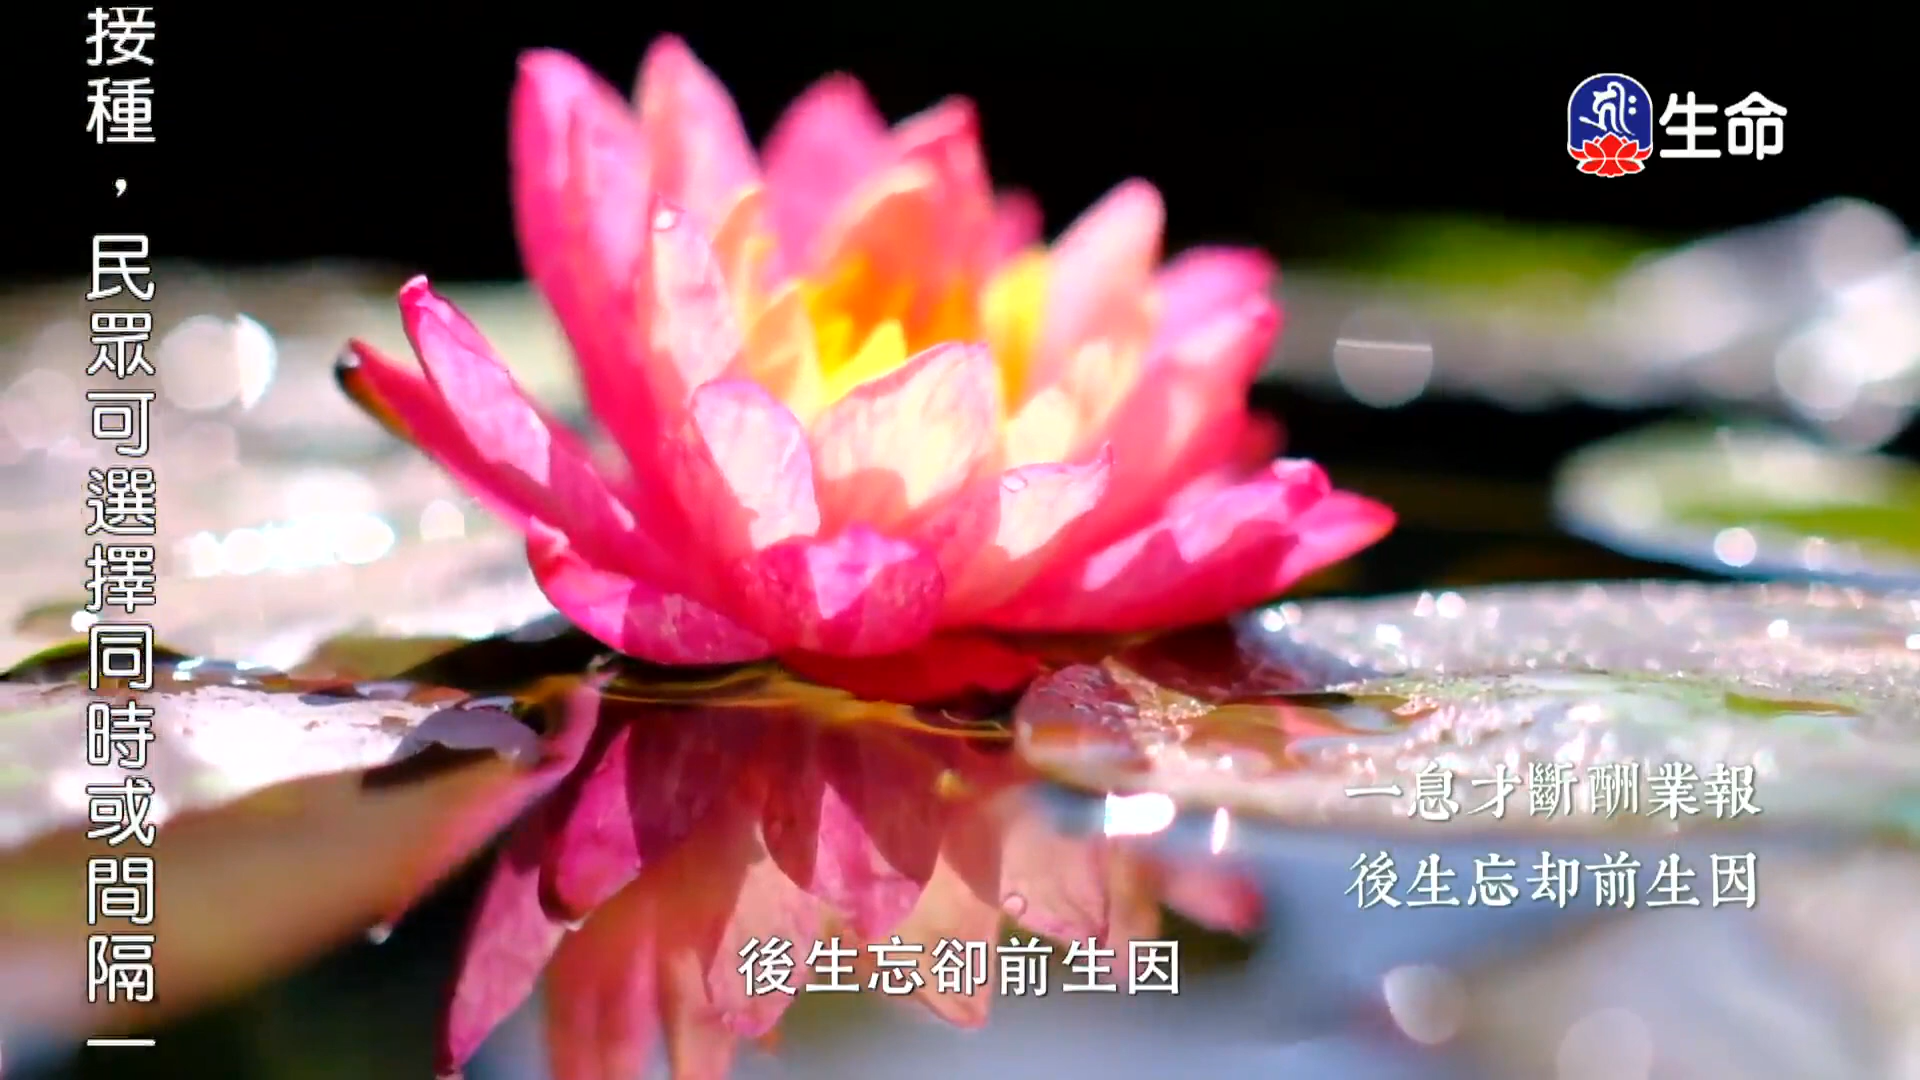 接種，民眾可選擇同時或間隔一
生命
一息才斷酬業報
後生忘却前生因
後生忘卻前生因